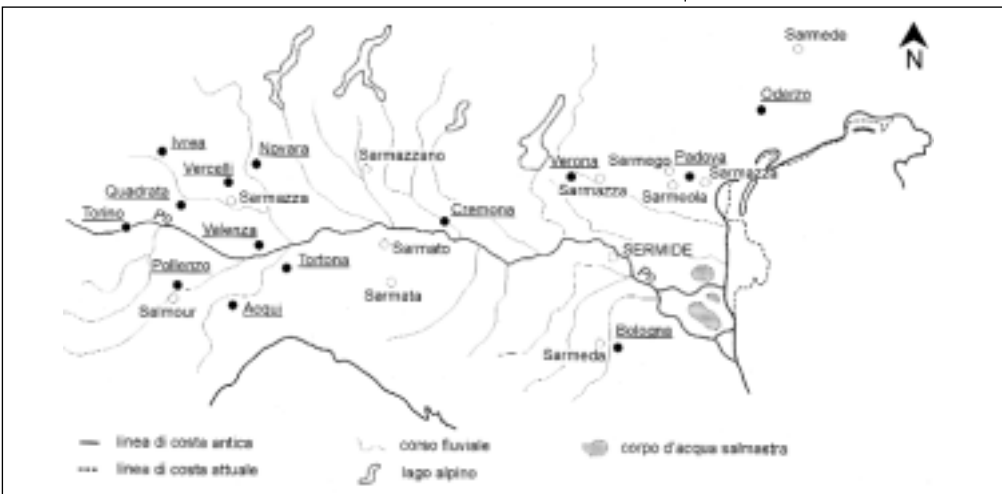 Sarmede
N
Oderzo
Ivrea
Novara
Vercelli
Sarmazzano
Verona
Sarmego
Padova
Sarmazza
Sarmazza
Sarmeola
Quadrata
Sarmazza
Torino
Po
Valenza
Cremona
Sarmato
SERMIDE
Po
Pollenzo
Tortona
Sarmata
Salmour
Acqui
Bologna
Sarmeda
linea di costa antica
corso fluviale
corpo d'acqua salmastra
linea di costa attuale
lago alpino